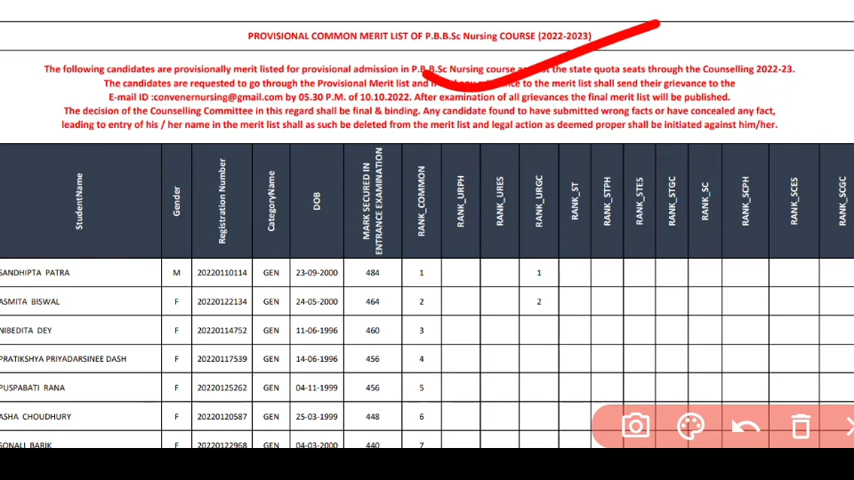 PROVISIONAL COMMON MERIT LIST OF P.B.B.Sc Nursing COURSE (2022-2023)
The following candidates are provisionally merit listed for provisional admission in P.B.B.Sc Nursing course the state quota seats through the Counselling 2022-23.
The candidates are requested to go through the Provisional Merit list and to the merit list shall send their grievance to the
E-mail ID :convenernursing@gmail.com by 05.30 P.M. of 10.10.2022. After examination of all grievances the final merit list will be published.
The decision of the Counselling Committee in this regard shall be final & binding. Any candidate found to have submitted wrong facts or have concealed any fact,
leading to entry of his / her name in the merit list shall as such be deleted from the merit list and legal action as deemed proper shall be initiated against him/her.
StudentName Gender Registration Number CategoryName DOB MARK SECURED IN ENTRANCE EXAMINATION RANK_COMMON RANK_URPH RANK_URES RANK_URGC RANK_ST RANK_STPH RANK_STES RANK_STGC RANK_SC RANK_SCPH RANK_SCES RANK_SCGC
SANDHIPTA PATRA M 20220110114 GEN 23-09-2000 484 1 1
ASMITA BISWAL F 20220122134 GEN 24-05-2000 464 2 2
NIBEDITA DEY F 20220114752 GEN 11-06-1996 460 3
PRATIKSHYA PRIYADARSINEE DASH F 20220117539 GEN 14-06-1996 456 4
PUSPABATI RANA F 20220125262 GEN 04-11-1999 456 5
ASHA CHOUDHURY F 20220120587 GEN 25-03-1999 448 6
SONALI BARIK F 20220122968 GEN 04-03-2000 440 7